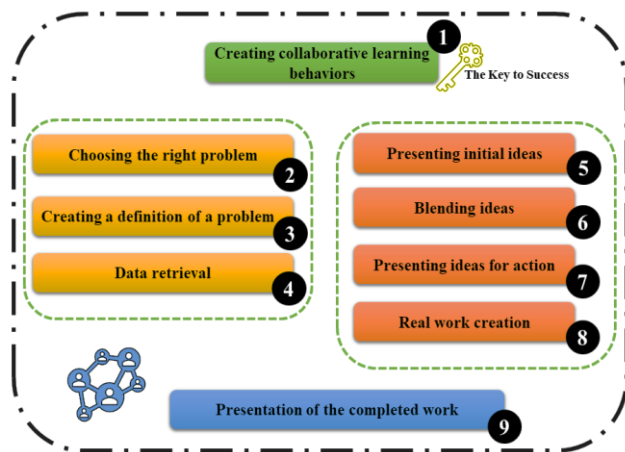 1
Creating collaborative learning
behaviors
The Key to Success
Choosing the right problem
2
Creating a definition of a problem
3
Data retrieval
4
Presenting initial ideas
5
Blending ideas
6
Presenting ideas for action
7
Real work creation
8
Presentation of the completed work
9